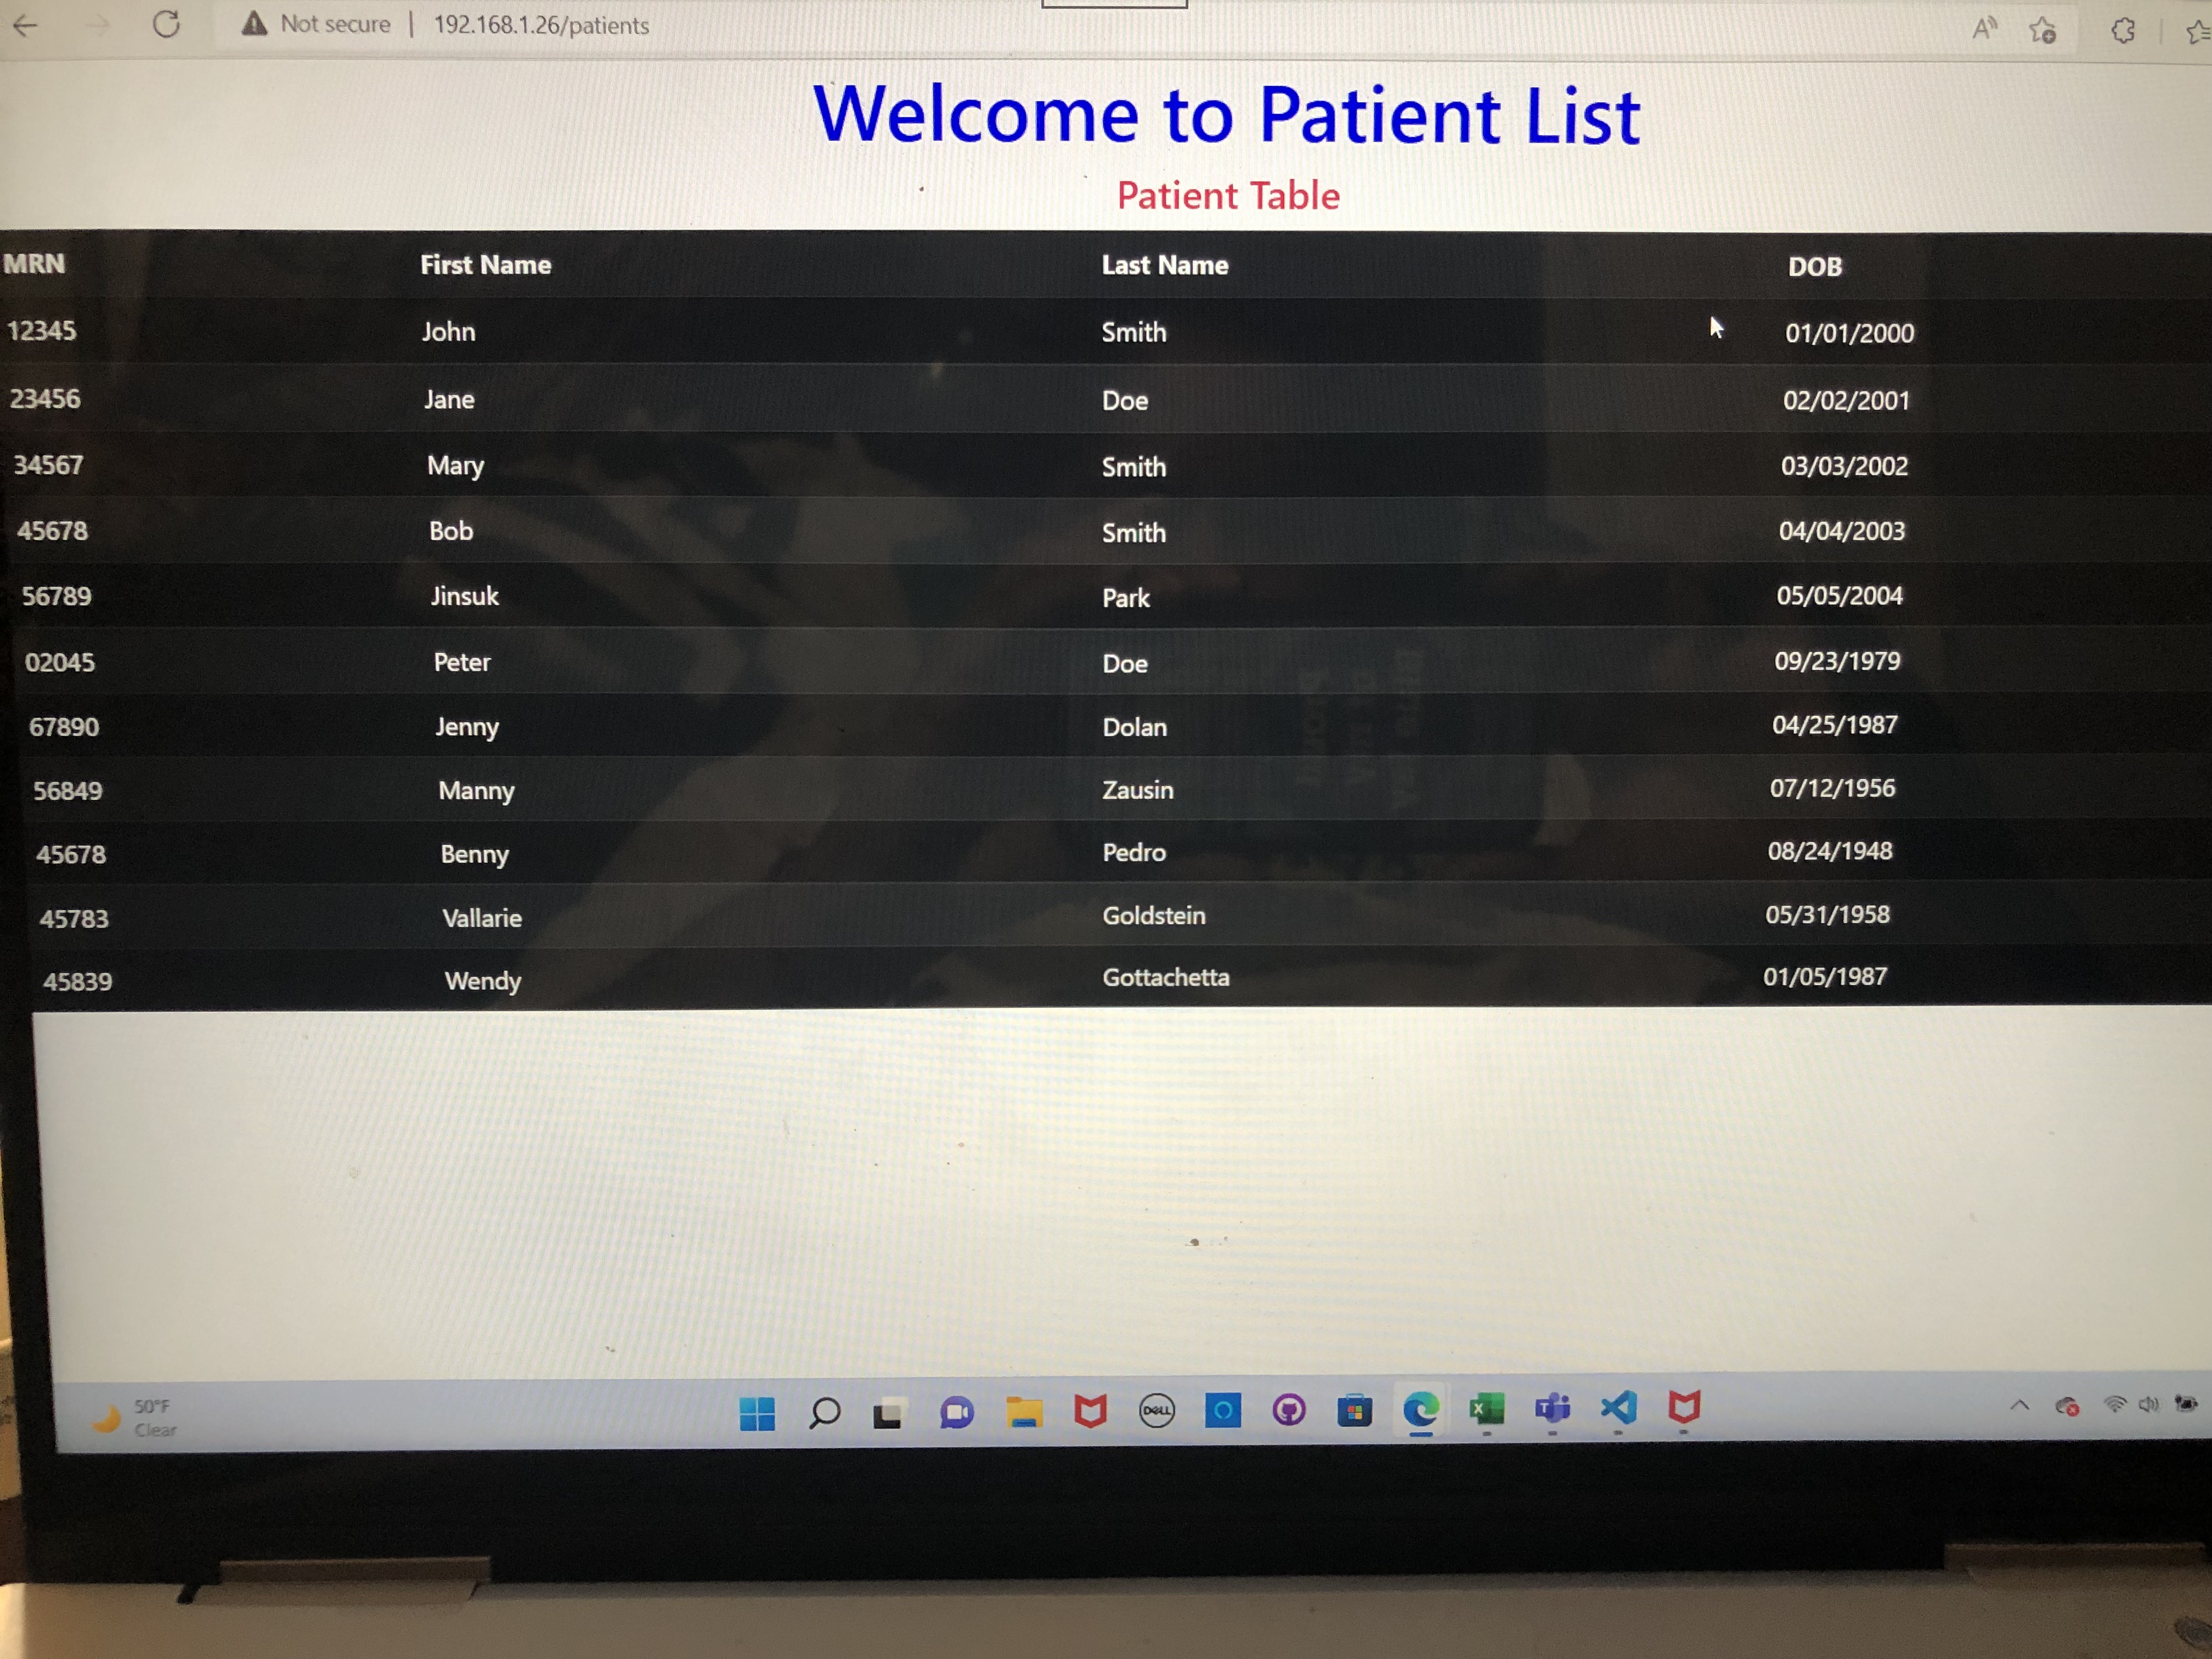 Not secure | 192.168.1.26/patients
Welcome to Patient List
Patient Table
MRN First Name Last Name DOB
12345 John Smith 01/01/2000
23456 Jane Doe 02/02/2001
34567 Mary Smith 03/03/2002
45678 Bob Smith 04/04/2003
56789 Jinsuk Park 05/05/2004
02045 Peter Doe 09/23/1979
67890 Jenny Dolan 04/25/1987
56849 Manny Zausin 07/12/1956
45678 Benny Pedro 08/24/1948
45783 Vallarie Goldstein 05/31/1958
45839 Wendy Gottachetta 01/05/1987
50°F
Clear
DELL